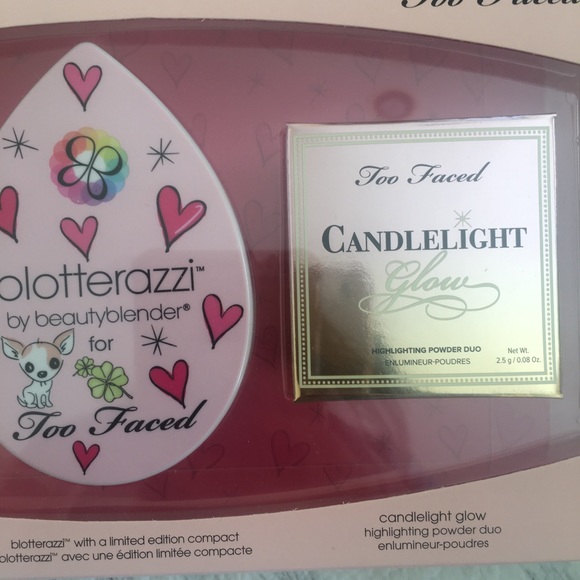 Too Faced
blotterazzi™
by beautyblender®
for
Too Faced
Too Faced
CANDLELIGHT
Glow
HIGHLIGHTING POWDER DUO
ENLUMINEUR-POUDRES
Net Wt.
2.5 g / 0.08 Oz.
blotterazzi™ with a limited edition compact
blotterazzi™ avec une édition limitée compacte
candlelight glow
highlighting powder duo
enlumineur-poudres